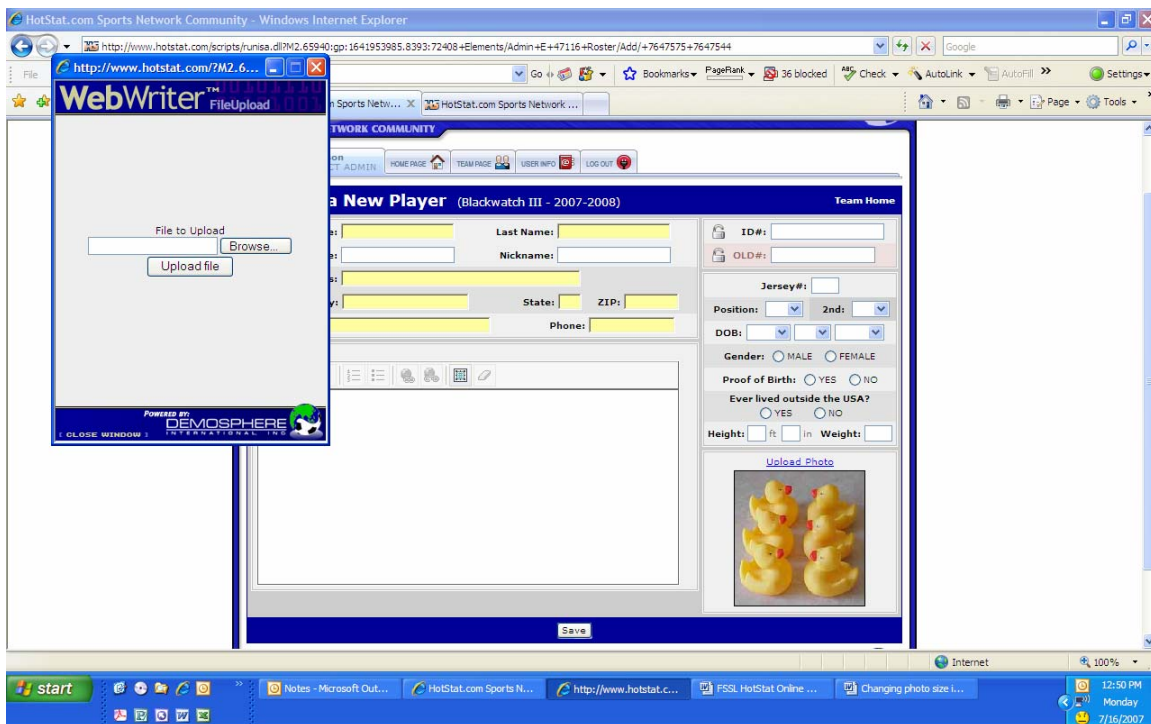 HotStat.com Sports Network Community - Windows Internet Explorer
http://www.hotstat.com/scripts/runisa.dll?M2.65940:gp:1641953985.8393:72408+Elements/Admin+E+47116+Roster/Add/+7647575+7647544
Google
File
Go
Bookmarks
PageRank
36 blocked
Check
AutoLink
AutoFill
Settings
n Sports Netw...
HotStat.com Sports Network ...
Page
Tools
http://www.hotstat.com/?M2.6...
WebWriter™ FileUpload
File to Upload
Browse...
Upload file
POWERED BY:
DEMOSPHERE
INTERNATIONAL, INC
[ CLOSE WINDOW ]
TWORK COMMUNITY
on
CT ADMIN
HOME PAGE
TEAM PAGE
USER INFO
LOG OUT
a New Player (Blackwatch III - 2007-2008)
Team Home
e:
Last Name:
e:
Nickname:
s:
y:
State:
ZIP:
Phone:
ID#:
OLD#:
Jersey#:
Position:
2nd:
DOB:
Gender: MALE FEMALE
Proof of Birth: YES NO
Ever lived outside the USA?
YES NO
Height: ft in Weight:
Upload Photo
Save
Internet
100%
start
Notes - Microsoft Out...
HotStat.com Sports N...
http://www.hotstat.c...
FSSL HotStat Online ...
Changing photo size i...
12:50 PM
Monday
7/16/2007